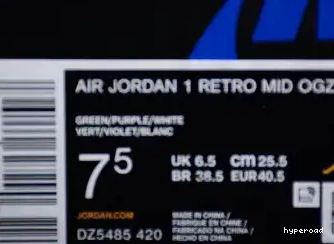 AIR JORDAN 1 RETRO MID OGZ
GREEN/PURPLE/WHITE
VERT/VIOLET/BLANC
7⁵
UK 6.5 cm 25.5
BR 38.5 EUR 40.5
JORDAN.COM
MADE IN CHINA /
FABRIQUE EN CHINE /
FABRICADO NA CHINA /
HECHO EN CHINA
DZ5485 420
hyperoad